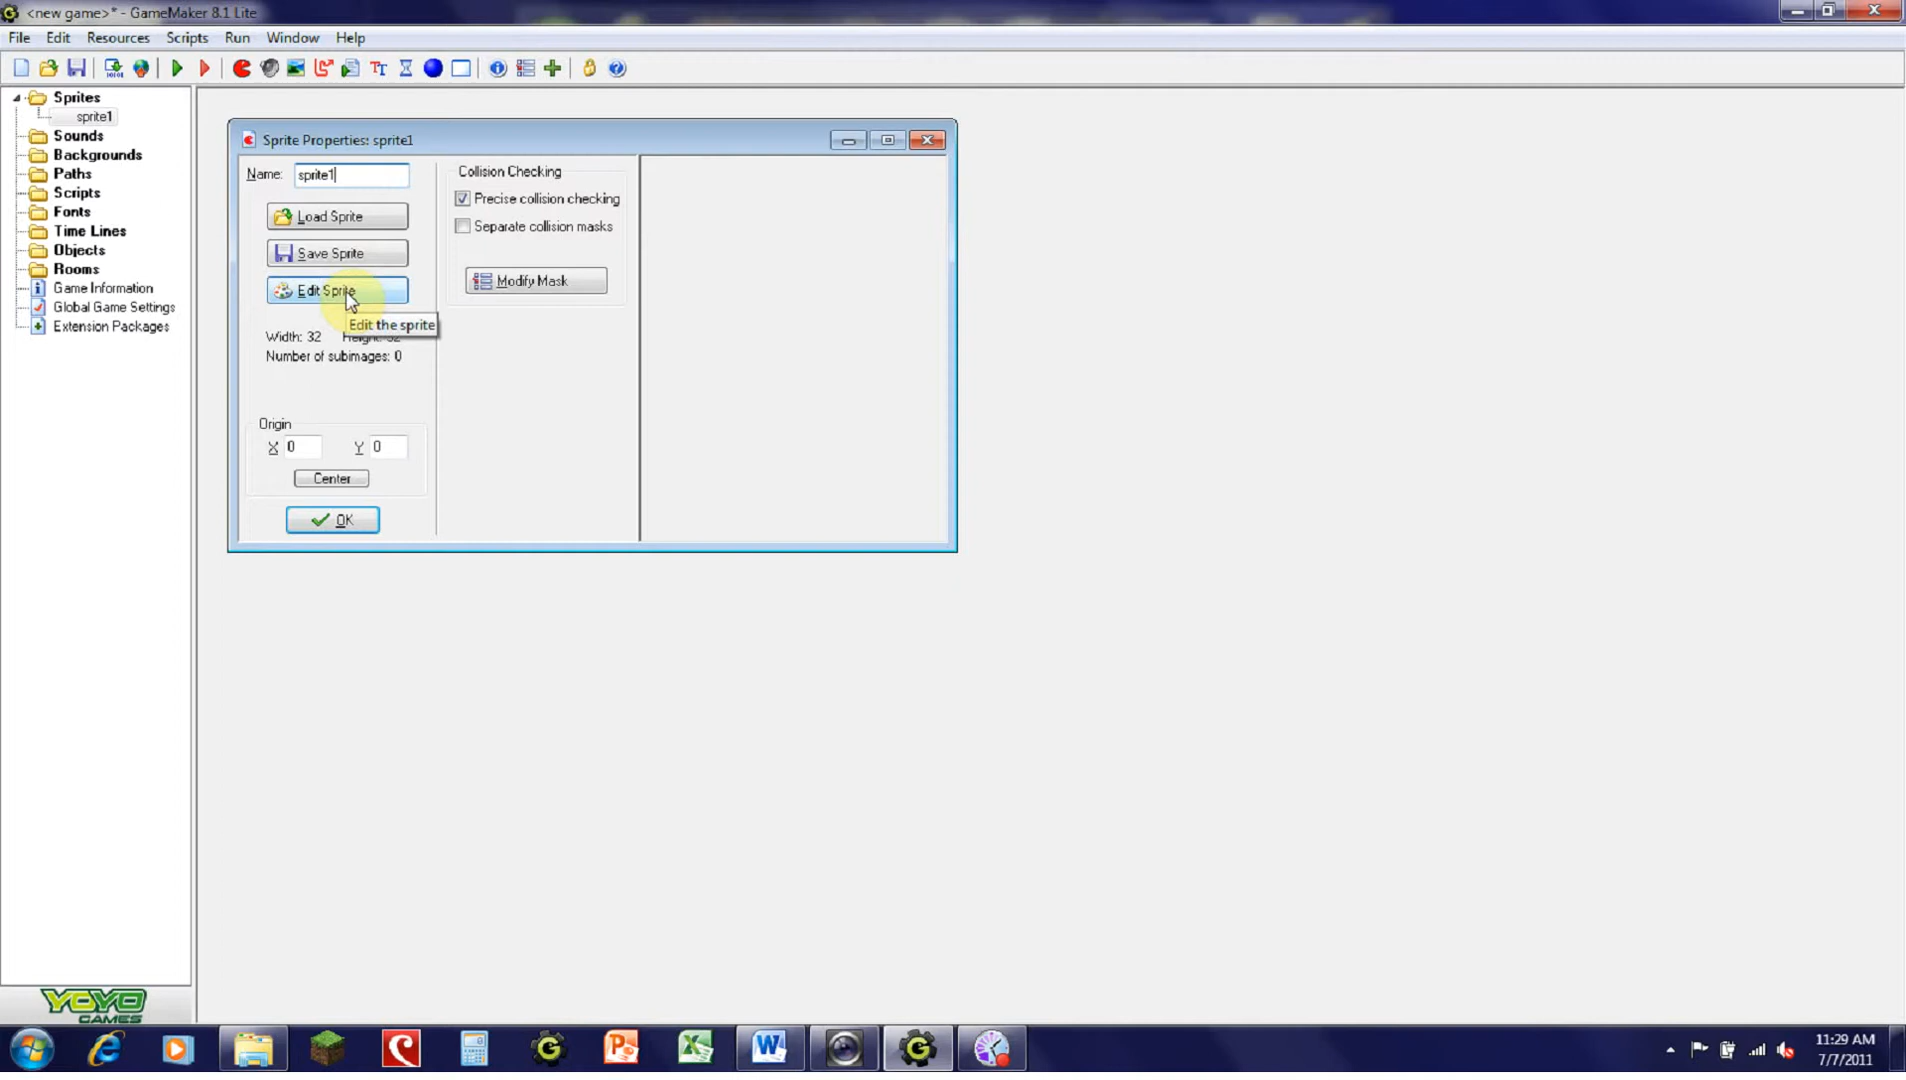 <new game>* - GameMaker 8.1 Lite
File Edit Resources Scripts Run Window Help
Sprites
sprite1
Sounds
Backgrounds
Paths
Scripts
Fonts
Time Lines
Objects
Rooms
Game Information
Global Game Settings
Extension Packages
Sprite Properties: sprite1
Name: sprite1
Load Sprite
Save Sprite
Edit Sprite
Edit the sprite
Width: 32 Height: 32
Number of subimages: 0
Origin
X 0 Y 0
Center
OK
Collision Checking
Precise collision checking
Separate collision masks
Modify Mask
YOYO
GAMES
11:29 AM
7/7/2011